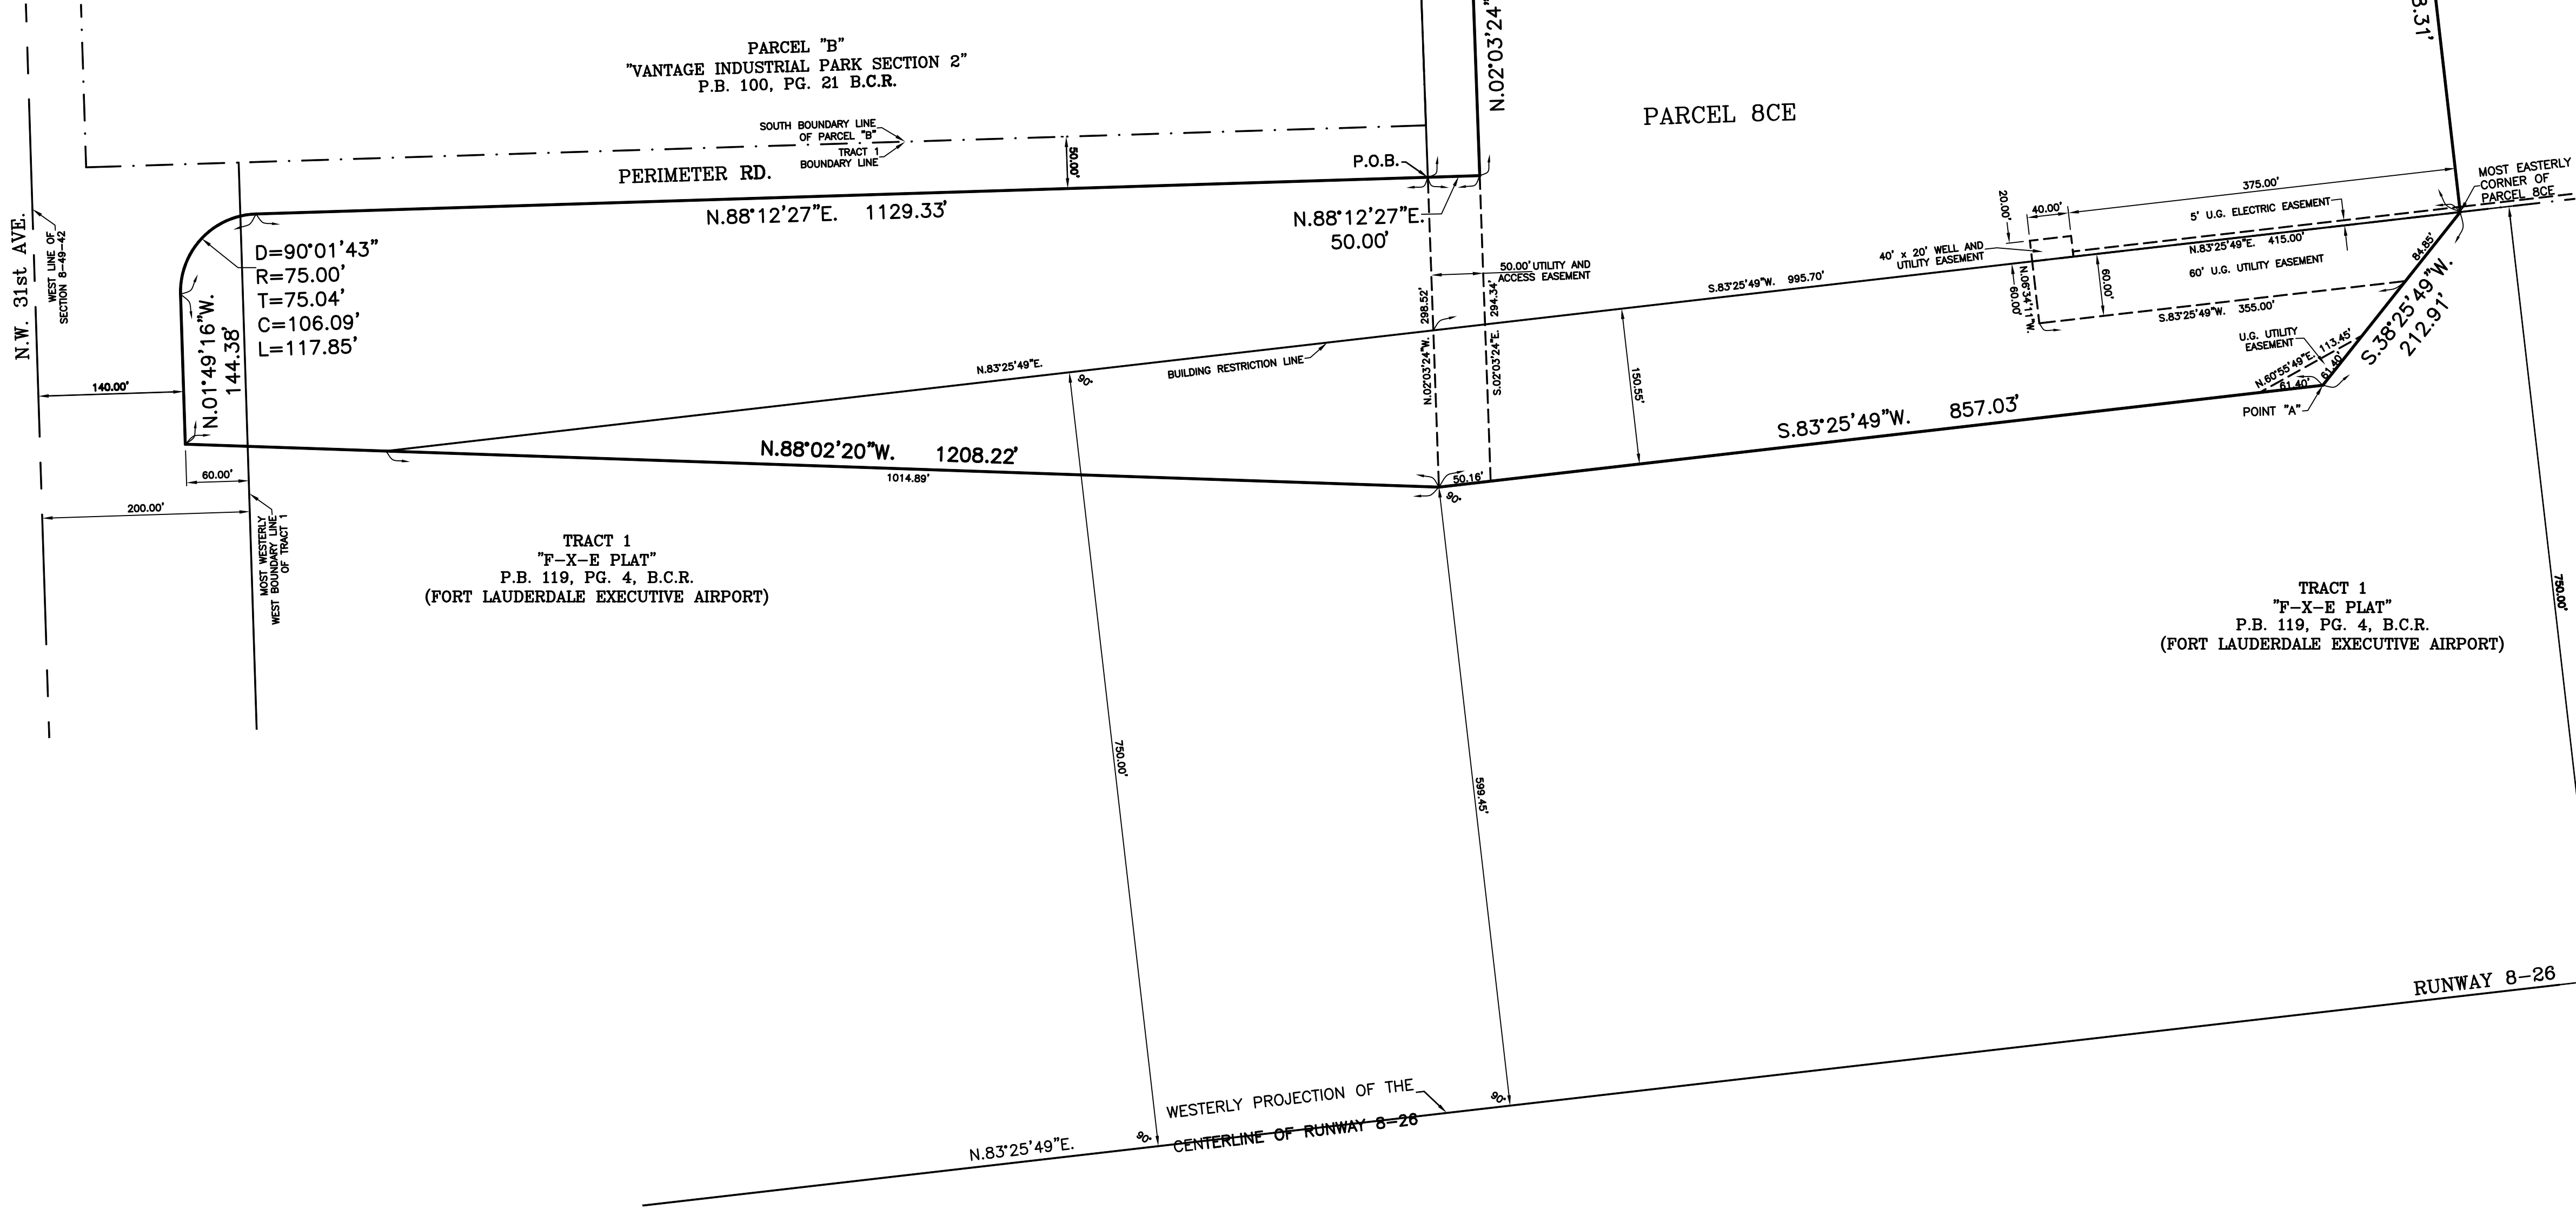 PARCEL "B"
"VANTAGE INDUSTRIAL PARK SECTION 2"
P.B. 100, PG. 21 B.C.R.
N.02°03'24"
8.31'
PARCEL 8CE
SOUTH BOUNDARY LINE
OF PARCEL "B"
TRACT 1
BOUNDARY LINE
50.00'
PERIMETER RD.
P.O.B.
N.88°12'27"E. 1129.33'
N.88°12'27"E.
50.00'
N.W. 31st AVE.
WEST LINE OF
SECTION 8-49-42
D=90°01'43"
R=75.00'
T=75.04'
C=106.09'
L=117.85'
N.01°49'16"W.
144.38'
140.00'
60.00'
200.00'
MOST WESTERLY
WEST BOUNDARY LINE
OF TRACT 1
50.00' UTILITY AND
ACCESS EASEMENT
298.52'
N.02°03'24"W.
294.34'
S.02°03'24"E.
N.83°25'49"E.
90°
BUILDING RESTRICTION LINE
S.83°25'49"W. 995.70'
150.55'
N.88°02'20"W. 1208.22'
1014.89'
50.16'
90°
S.83°25'49"W. 857.03'
MOST EASTERLY
CORNER OF
PARCEL 8CE
375.00'
20.00'
40.00'
5' U.G. ELECTRIC EASEMENT
N.83°25'49"E. 415.00'
40' x 20' WELL AND
UTILITY EASEMENT
60' U.G. UTILITY EASEMENT
N.06°34'11"W.
60.00'
60.00'
S.83°25'49"W. 355.00'
84.85'
S.38°25'49"W.
212.91'
U.G. UTILITY
EASEMENT
N.60°55'49"E. 113.45'
61.40'
61.40'
POINT "A"
TRACT 1
"F-X-E PLAT"
P.B. 119, PG. 4, B.C.R.
(FORT LAUDERDALE EXECUTIVE AIRPORT)
TRACT 1
"F-X-E PLAT"
P.B. 119, PG. 4, B.C.R.
(FORT LAUDERDALE EXECUTIVE AIRPORT)
750.00'
750.00'
599.45'
RUNWAY 8-26
WESTERLY PROJECTION OF THE
CENTERLINE OF RUNWAY 8-26
90°
90°
N.83°25'49"E.